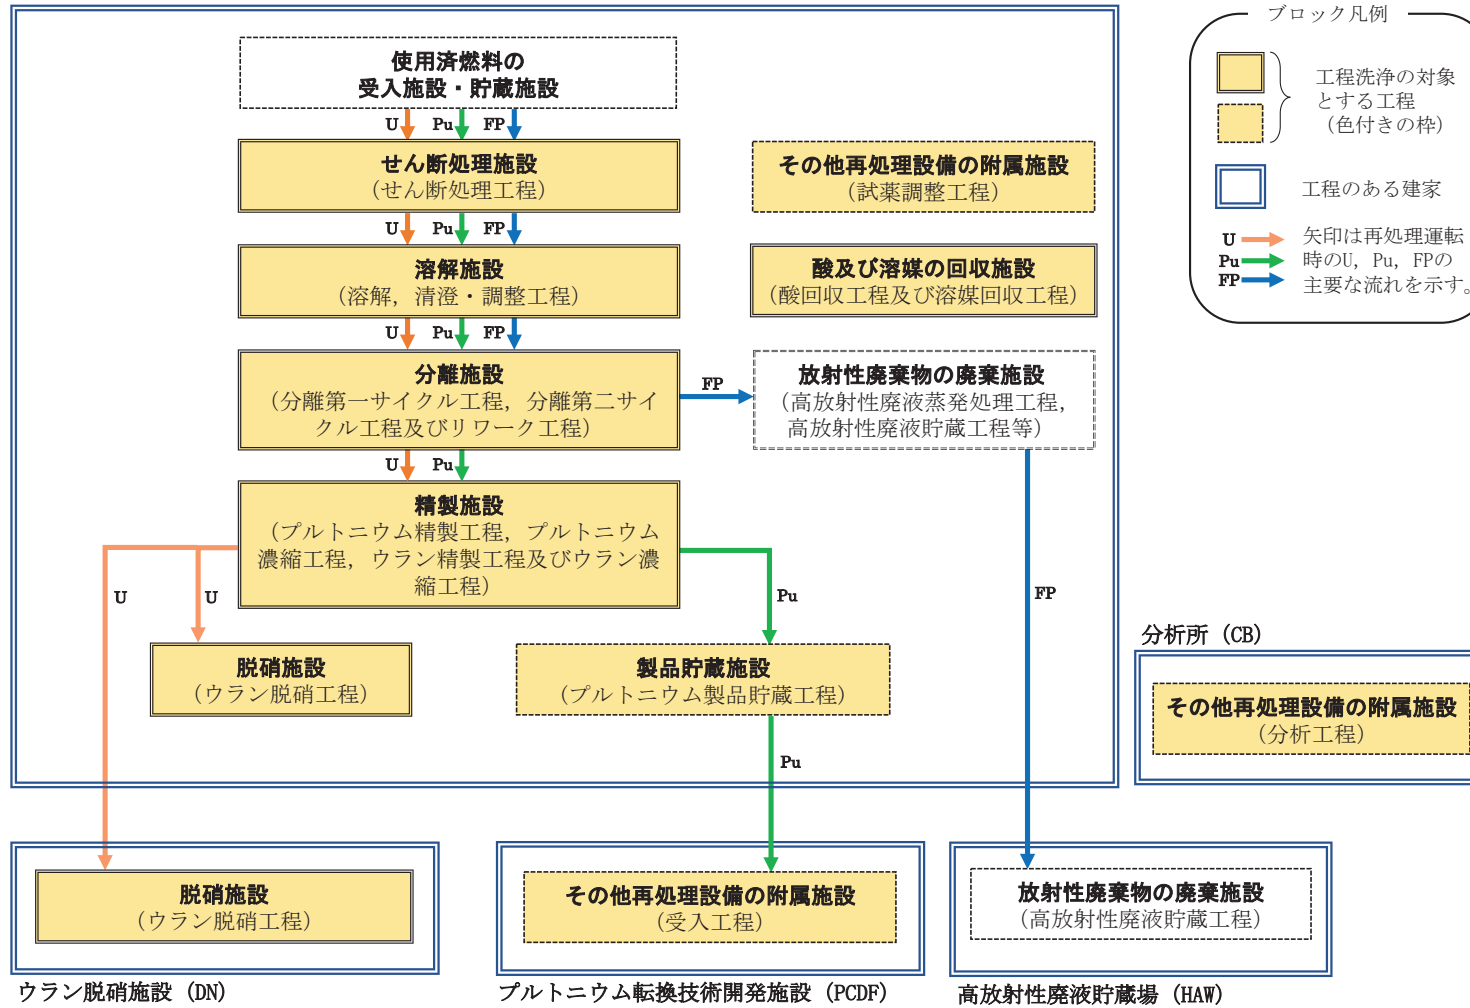 ブロック凡例
工程洗浄の対象
とする工程
（色付きの枠）
工程のある建家
U
Pu
FP
矢印は再処理運転
時のU，Pu，FPの
主要な流れを示す。
使用済燃料の
受入施設・貯蔵施設
U
Pu
FP
せん断処理施設
（せん断処理工程）
その他再処理設備の附属施設
（試薬調整工程）
U
Pu
FP
溶解施設
（溶解，清澄・調整工程）
酸及び溶媒の回収施設
（酸回収工程及び溶媒回収工程）
U
Pu
FP
分離施設
（分離第一サイクル工程，分離第二サイ
クル工程及びリワーク工程）
FP
放射性廃棄物の廃棄施設
（高放射性廃液蒸発処理工程，
高放射性廃液貯蔵工程等）
U
Pu
精製施設
（プルトニウム精製工程，プルトニウム
濃縮工程，ウラン精製工程及びウラン濃
縮工程）
U
U
Pu
FP
脱硝施設
（ウラン脱硝工程）
製品貯蔵施設
（プルトニウム製品貯蔵工程）
Pu
分析所（CB）
その他再処理設備の附属施設
（分析工程）
脱硝施設
（ウラン脱硝工程）
ウラン脱硝施設（DN）
その他再処理設備の附属施設
（受入工程）
プルトニウム転換技術開発施設（PCDF）
放射性廃棄物の廃棄施設
（高放射性廃液貯蔵工程）
高放射性廃液貯蔵場（HAW）